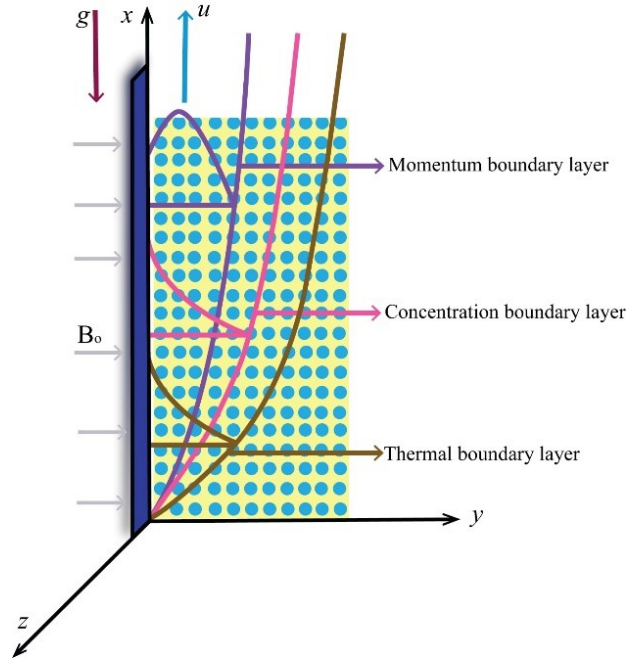 g
x
u
Momentum boundary layer
Concentration boundary layer
Bₒ
Thermal boundary layer
y
z